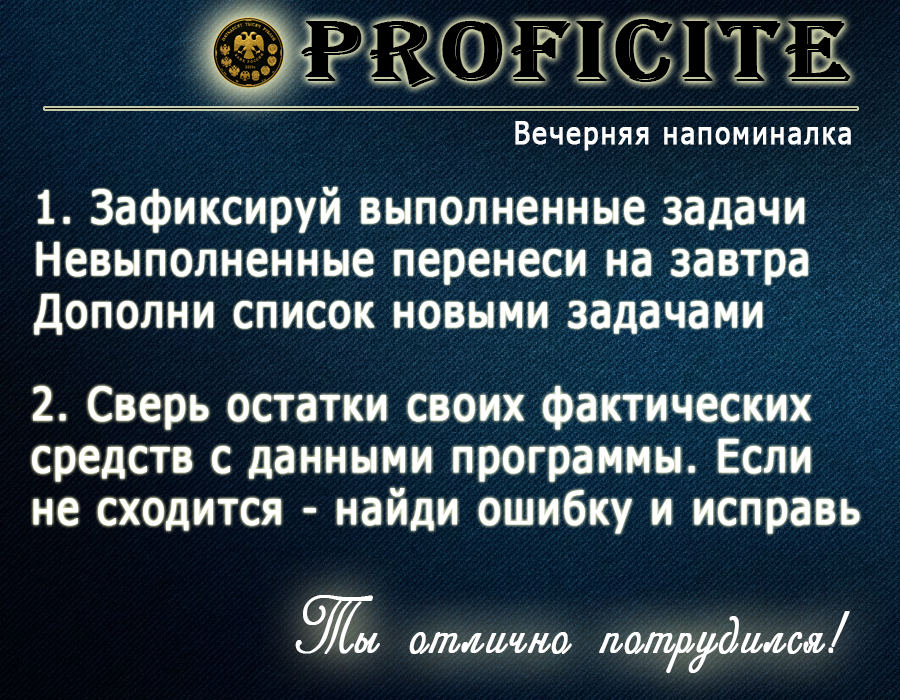 PROFICITE
Вечерняя напоминалка
1. Зафиксируй выполненные задачи
Невыполненные перенеси на завтра
Дополни список новыми задачами
2. Сверь остатки своих фактических
средств с данными программы. Если
не сходится - найди ошибку и исправь
Ты отлично потрудился!